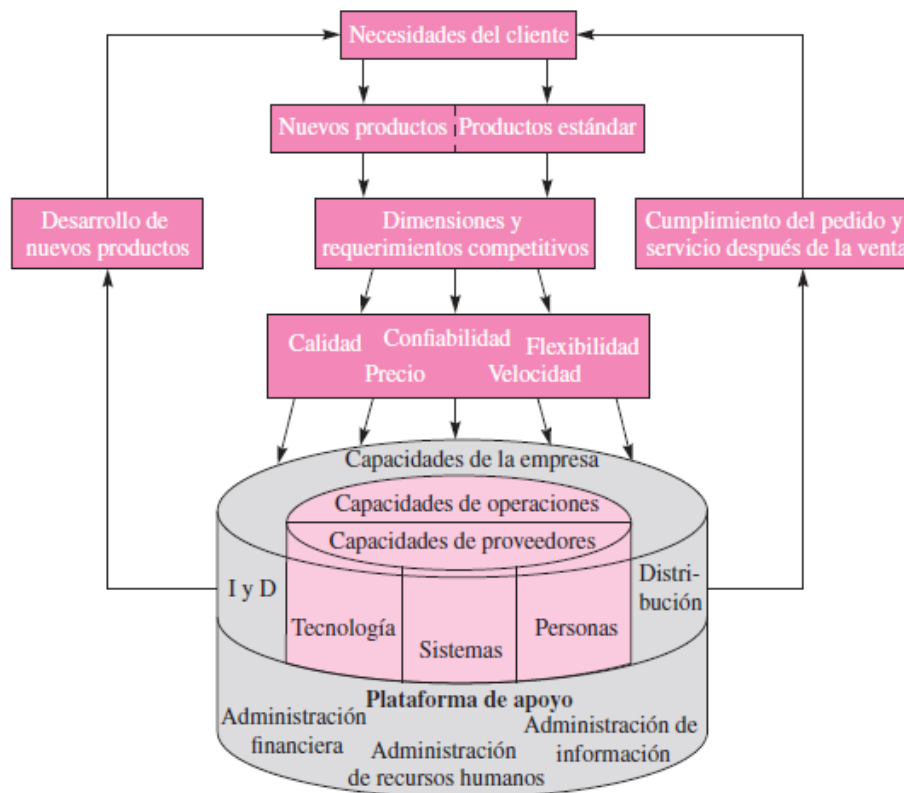 Necesidades del cliente
Nuevos productos
Productos estándar
Desarrollo de
nuevos productos
Dimensiones y
requerimientos competitivos
Cumplimiento del pedido y
servicio después de la venta
Calidad
Confiabilidad
Flexibilidad
Precio
Velocidad
Capacidades de la empresa
Capacidades de operaciones
Capacidades de proveedores
I y D
Tecnología
Sistemas
Personas
Distri-
bución
Plataforma de apoyo
Administración
financiera
Administración
de recursos humanos
Administración de
información